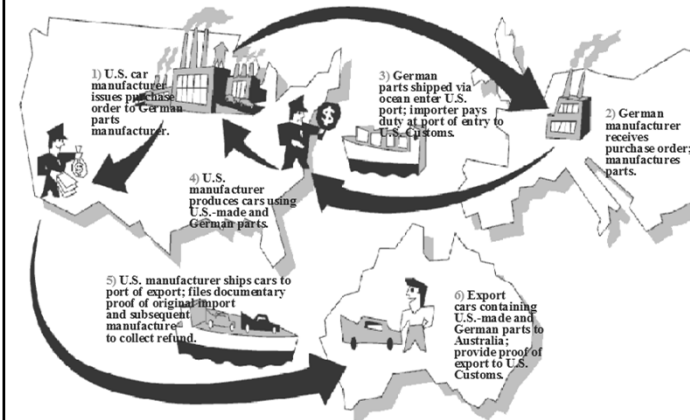 1) U.S. car
manufacturer
issues purchase
order to German
parts
manufacturer.
2) German
manufacturer
receives
purchase order;
manufactures
parts.
3) German
parts shipped via
ocean enter U.S.
port; importer pays
duty at port of entry to
U.S. Customs.
4) U.S.
manufacturer
produces cars using
U.S.-made and
German parts.
5) U.S. manufacturer ships cars to
port of export; files documentary
proof of original import
and subsequent
manufacture
to collect refund.
6) Export
cars containing
U.S.-made and
German parts to
Australia;
provide proof of
export to U.S.
Customs.
$